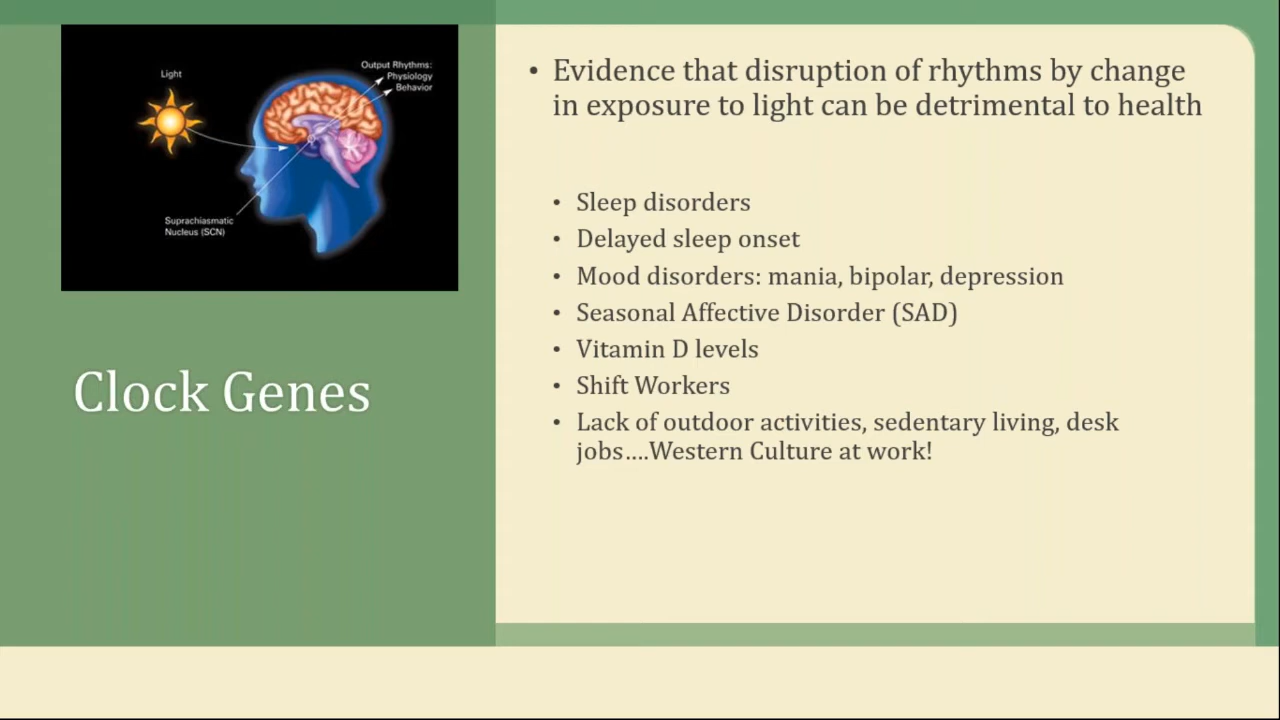 Light
Output Rhythms:
Physiology
Behavior
Suprachiasmatic
Nucleus (SCN)
Clock Genes
• Evidence that disruption of rhythms by change
in exposure to light can be detrimental to health
• Sleep disorders
• Delayed sleep onset
• Mood disorders: mania, bipolar, depression
• Seasonal Affective Disorder (SAD)
• Vitamin D levels
• Shift Workers
• Lack of outdoor activities, sedentary living, desk
jobs....Western Culture at work!